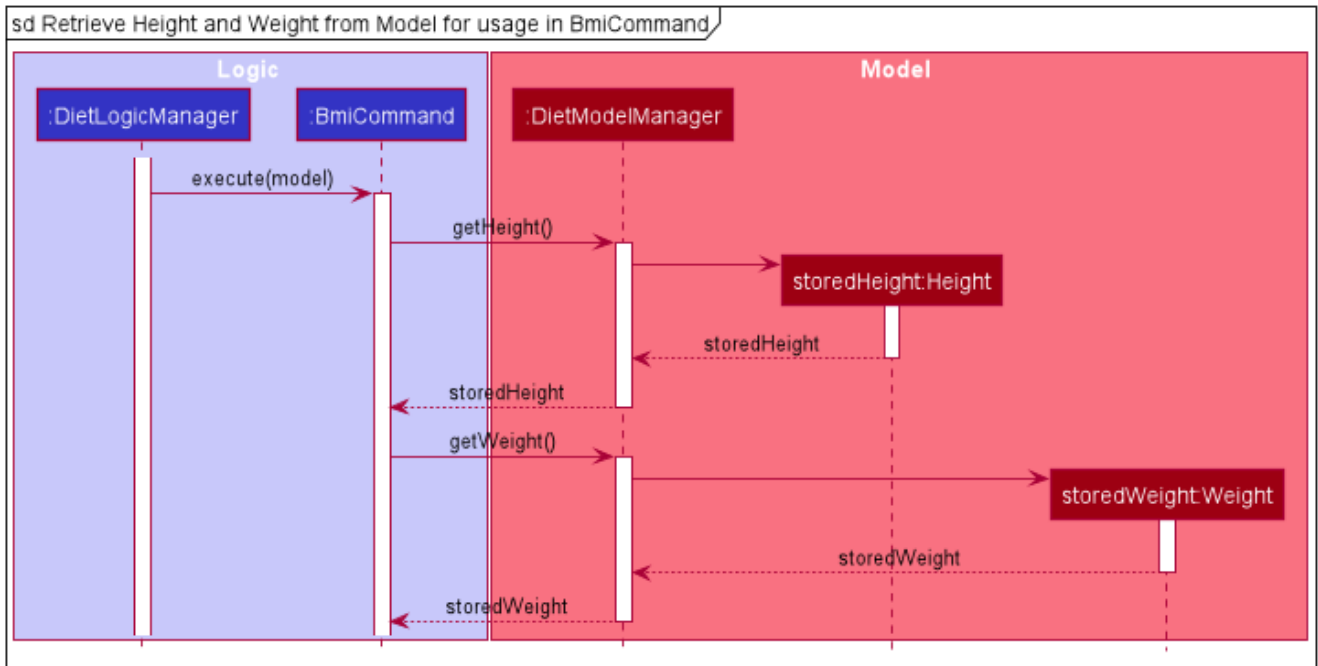 sd Retrieve Height and Weight from Model for usage in BmiCommand
Logic
Model
:DietLogicManager
:BmiCommand
:DietModelManager
execute(model)
getHeight()
storedHeight:Height
storedHeight
storedHeight
getWeight()
storedWeight:Weight
storedWeight
storedWeight